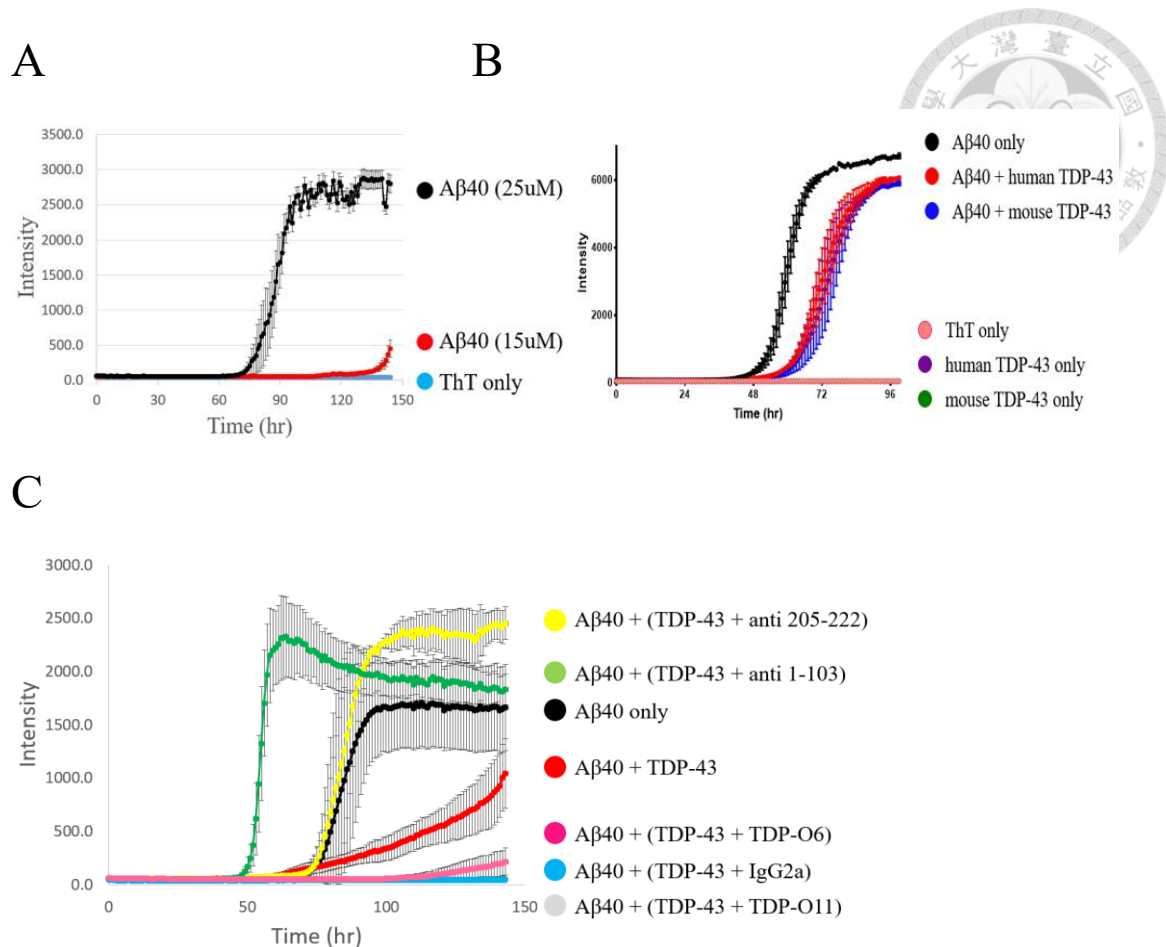 A
B
3500.0
3000.0
2500.0
2000.0
1500.0
1000.0
500.0
0.0
Intensity
0
30
60
90
120
150
Time (hr)
Aβ40 (25uM)
Aβ40 (15uM)
ThT only
6000
4000
2000
0
Intensity
0
24
48
72
96
Time (hr)
Aβ40 only
Aβ40 + human TDP-43
Aβ40 + mouse TDP-43
ThT only
human TDP-43 only
mouse TDP-43 only
學 大 灣 臺 立 國
C
3000.0
2500.0
2000.0
1500.0
1000.0
500.0
0.0
Intensity
0
50
100
150
Time (hr)
Aβ40 + (TDP-43 + anti 205-222)
Aβ40 + (TDP-43 + anti 1-103)
Aβ40 only
Aβ40 + TDP-43
Aβ40 + (TDP-43 + TDP-O6)
Aβ40 + (TDP-43 + IgG2a)
Aβ40 + (TDP-43 + TDP-O11)